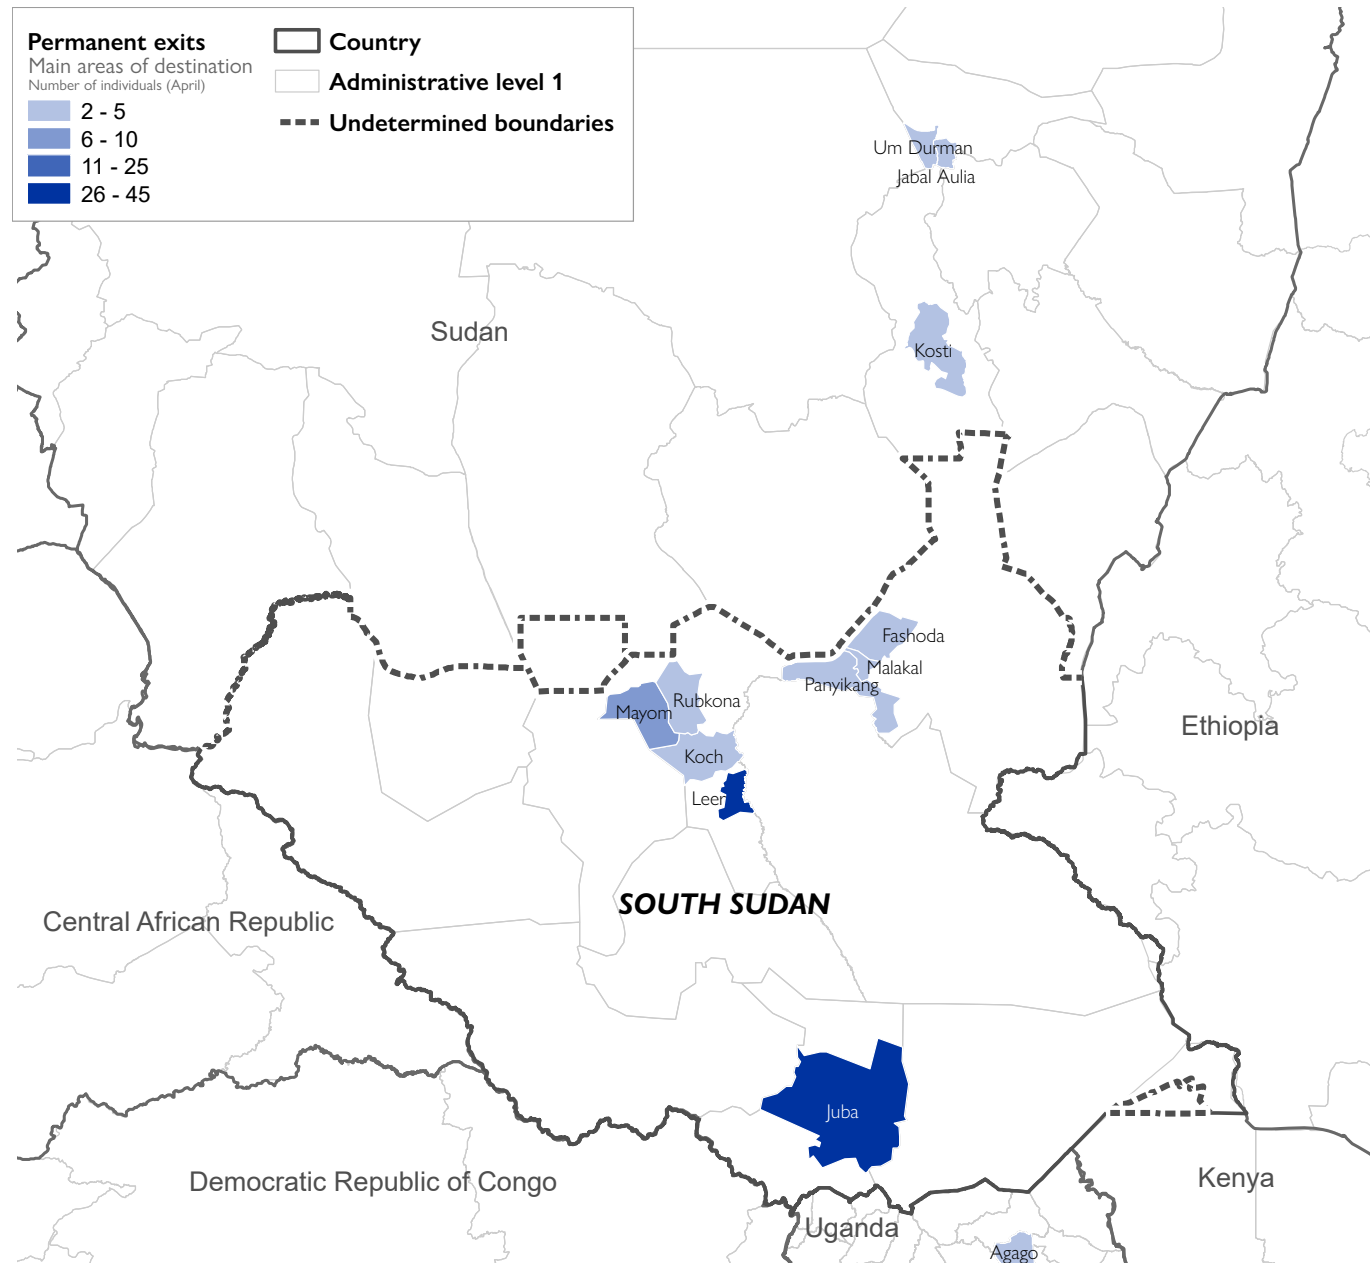 Permanent exits
Main areas of destination
Number of individuals (April)
2 - 5
6 - 10
11 - 25
26 - 45
Country
Administrative level 1
Undetermined boundaries
Um Durman
Jabal Aulia
Sudan
Kosti
Fashoda
Malakal
Panyikang
Rubkona
Mayom
Ethiopia
Koch
Leer
SOUTH SUDAN
Central African Republic
Juba
Democratic Republic of Congo
Kenya
Uganda
Agago